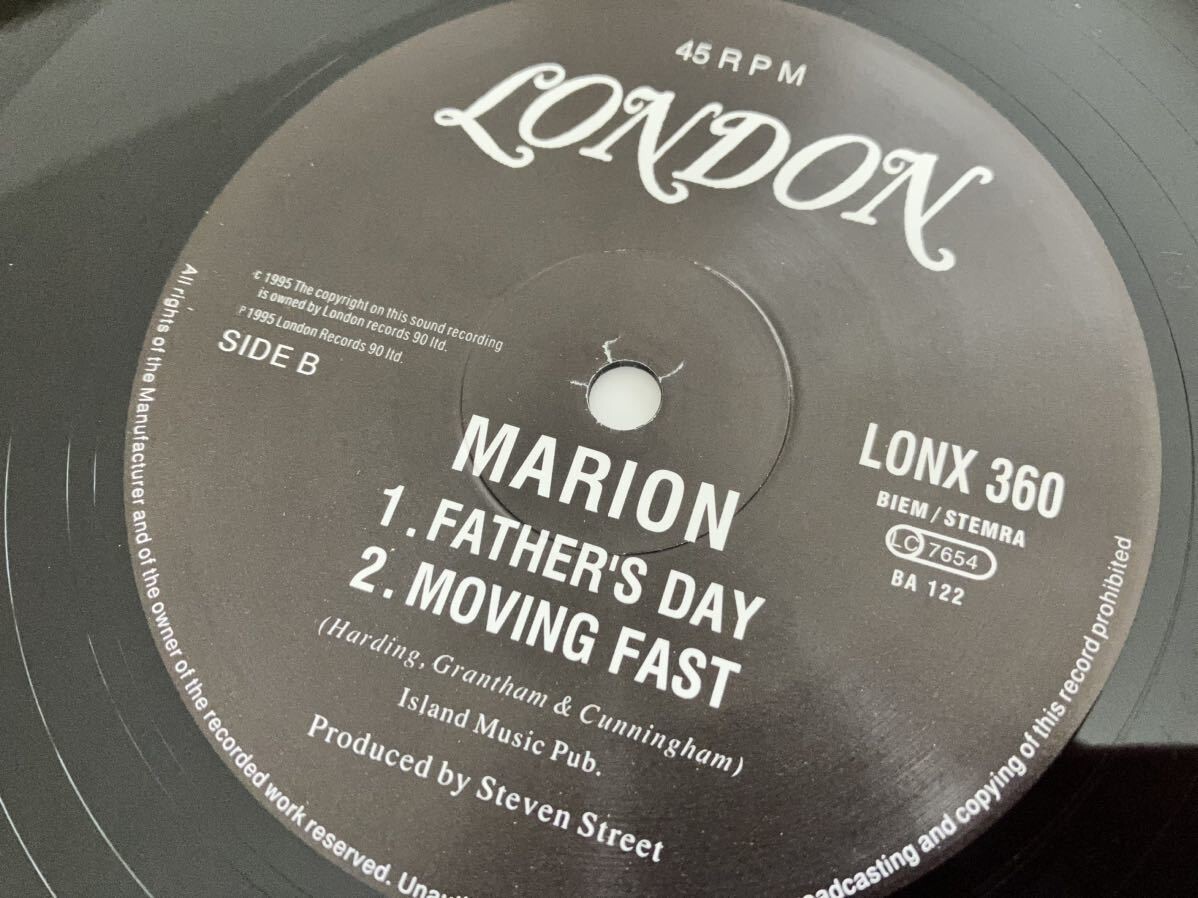 45 RPM
LONDON
© 1995 The copyright on this sound recording
is owned by London records 90 ltd.
℗ 1995 London Records 90 ltd.
SIDE B
LONX 360
BIEM/STEMRA
LC 7654
BA 122
MARION
1. FATHER'S DAY
2. MOVING FAST
(Harding, Grantham & Cunningham)
Island Music Pub.
Produced by Steven Street
All rights of the Manufacturer and of the owner of the recorded work reserved.
and copying of this record prohibited